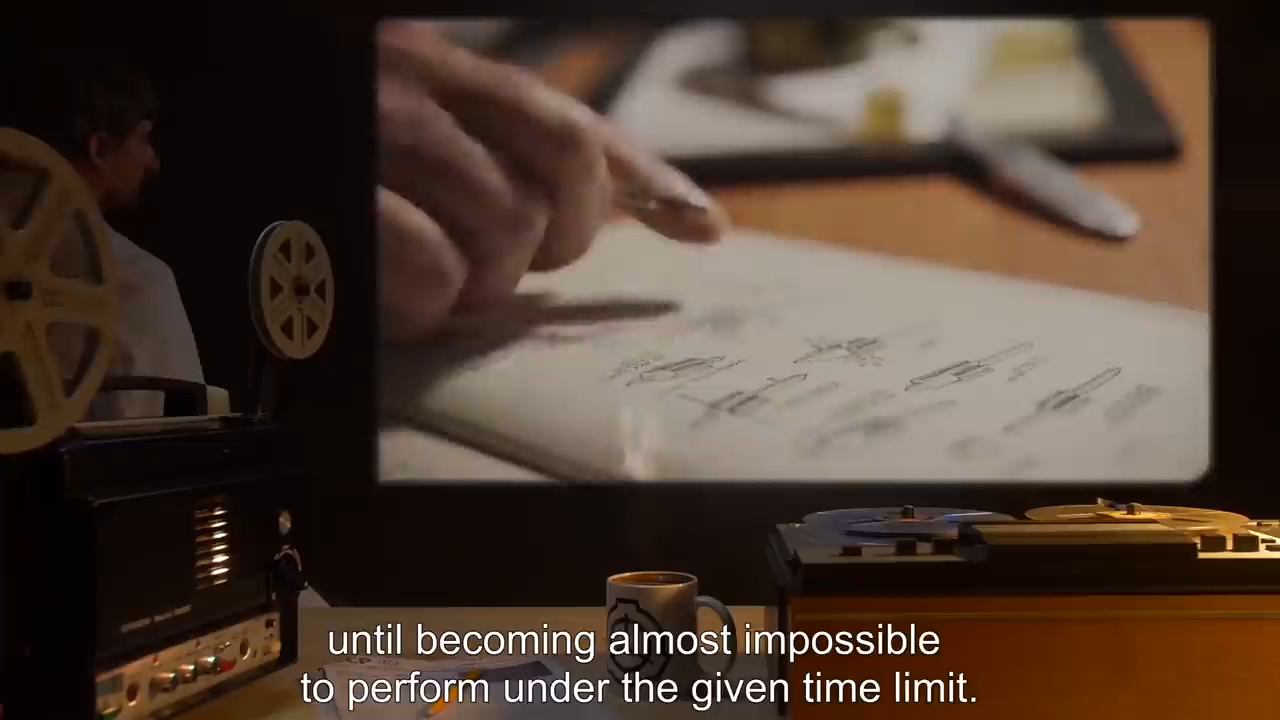 until becoming almost impossible
to perform under the given time limit.